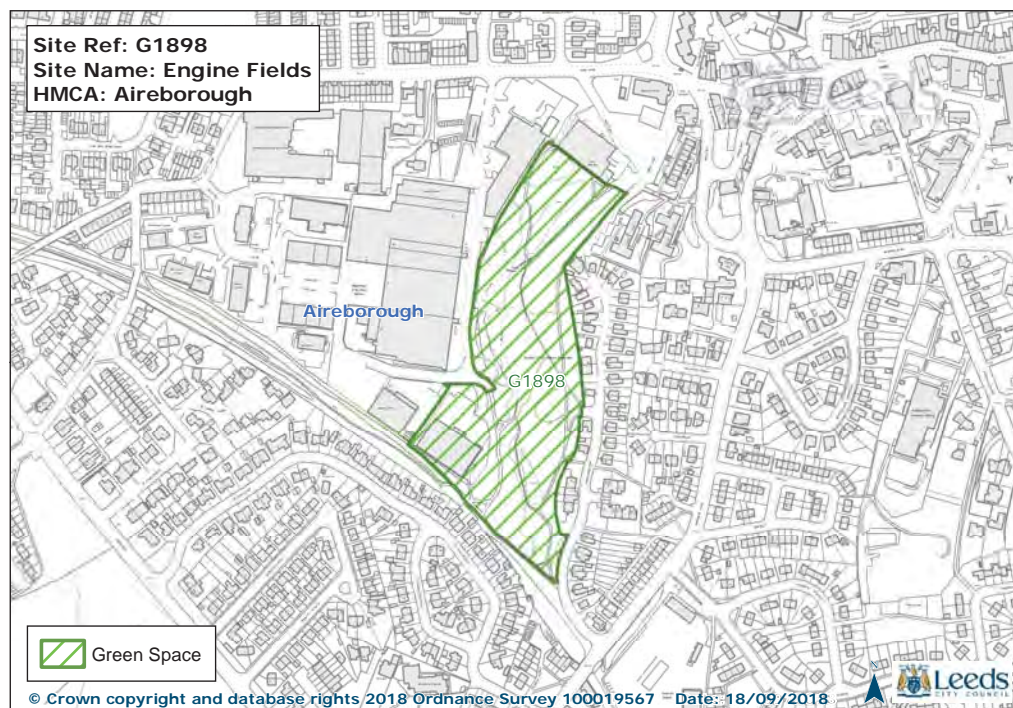 Site Ref: G1898
Site Name: Engine Fields
HMCA: Aireborough
Aireborough
G1898
Green Space
N
© Crown copyright and database rights 2018 Ordnance Survey 100019567 Date: 18/09/2018
Leeds
CITY COUNCIL